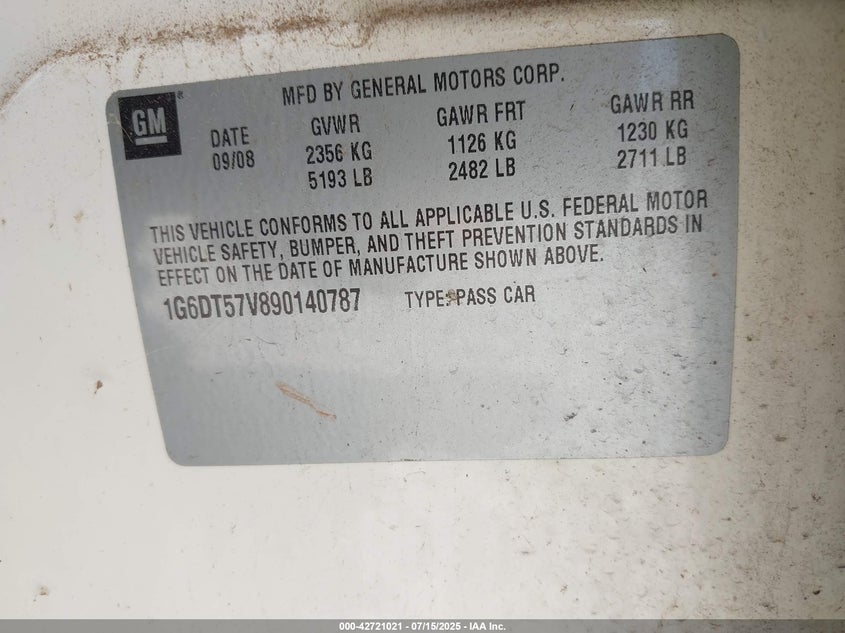 MFD BY GENERAL MOTORS CORP.
GM®
DATE GVWR GAWR FRT GAWR RR
09/08 2356 KG 1126 KG 1230 KG
5193 LB 2482 LB 2711 LB
THIS VEHICLE CONFORMS TO ALL APPLICABLE U.S. FEDERAL MOTOR
VEHICLE SAFETY, BUMPER, AND THEFT PREVENTION STANDARDS IN
EFFECT ON THE DATE OF MANUFACTURE SHOWN ABOVE.
1G6DT57V890140787 TYPE: PASS CAR
000-42721021 - 07/15/2025 - IAA Inc.